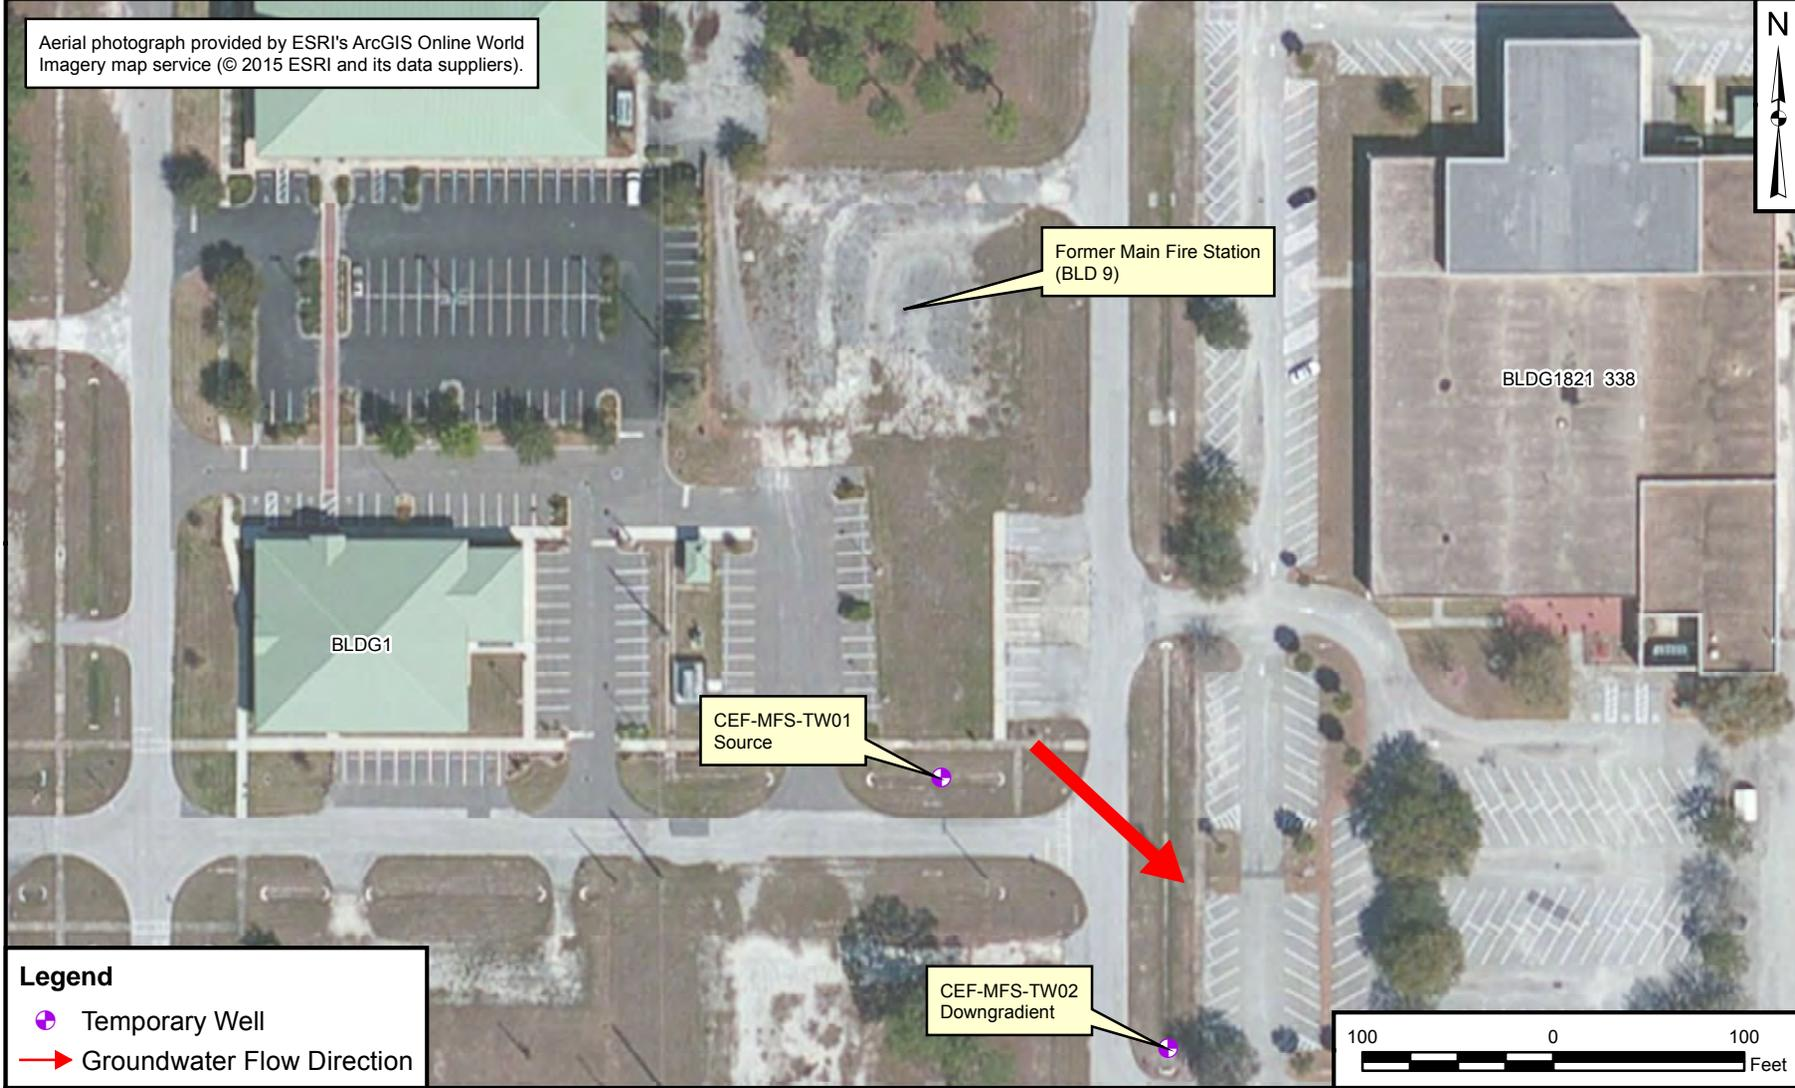 Aerial photograph provided by ESRI's ArcGIS Online World
Imagery map service (© 2015 ESRI and its data suppliers).
N
Former Main Fire Station
(BLD 9)
BLDG1821 338
BLDG1
CEF-MFS-TW01
Source
CEF-MFS-TW02
Downgradient
Legend
Temporary Well
Groundwater Flow Direction
100 0 100
Feet